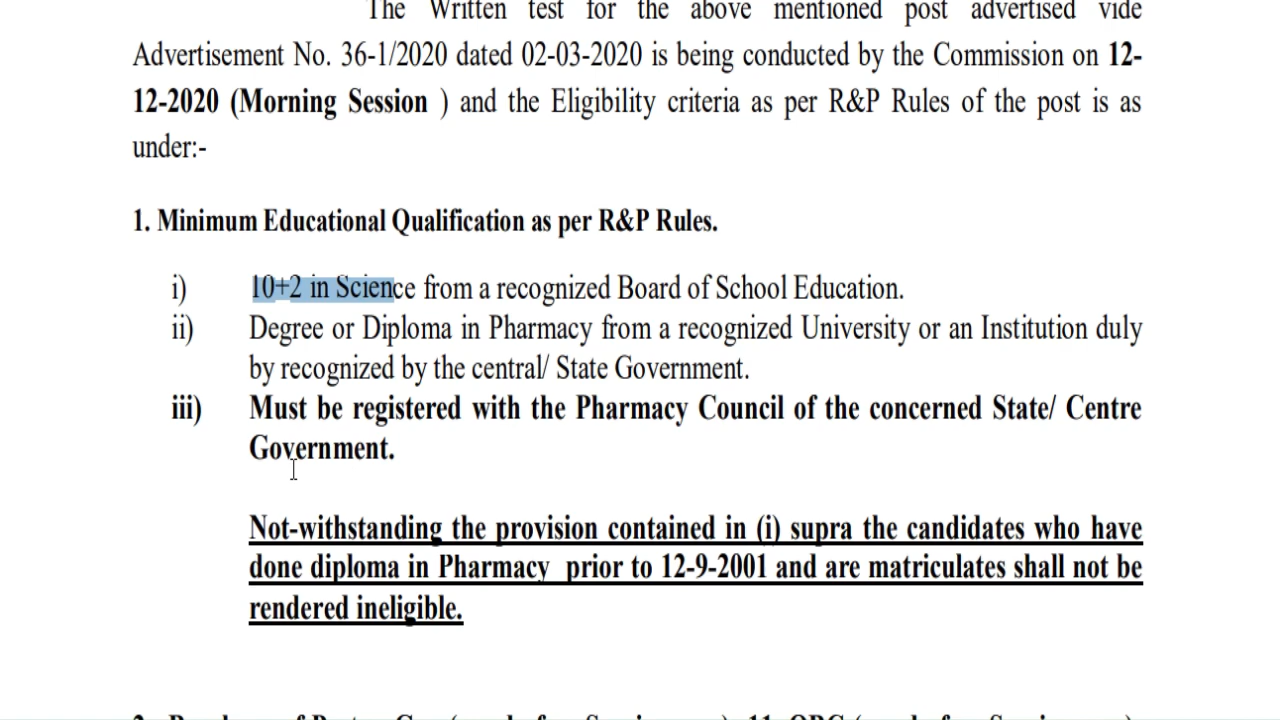 The Written test for the above mentioned post advertised vide
Advertisement No. 36-1/2020 dated 02-03-2020 is being conducted by the Commission on 12-
12-2020 (Morning Session ) and the Eligibility criteria as per R&P Rules of the post is as
under:-
1. Minimum Educational Qualification as per R&P Rules.
i) 10+2 in Science from a recognized Board of School Education.
ii) Degree or Diploma in Pharmacy from a recognized University or an Institution duly
by recognized by the central/ State Government.
iii) Must be registered with the Pharmacy Council of the concerned State/ Centre
Government.
Not-withstanding the provision contained in (i) supra the candidates who have
done diploma in Pharmacy prior to 12-9-2001 and are matriculates shall not be
rendered ineligible.